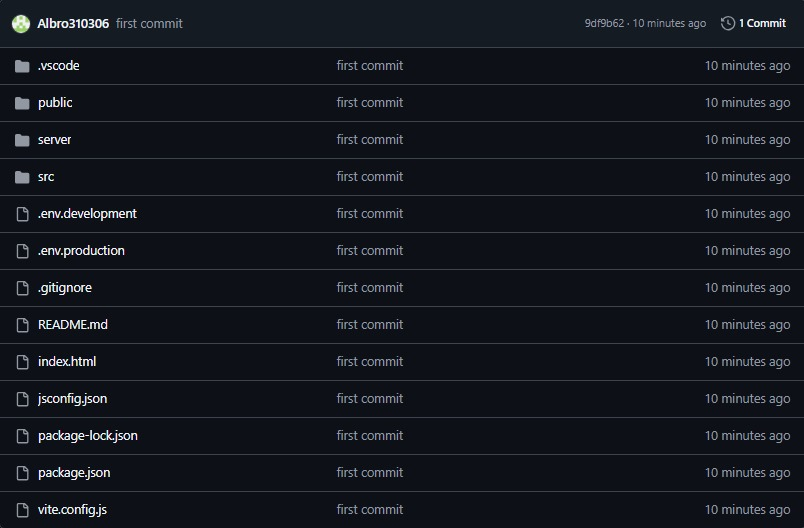 Albro310306 first commit 9df9b62 · 10 minutes ago 1 Commit
.vscode first commit 10 minutes ago
public first commit 10 minutes ago
server first commit 10 minutes ago
src first commit 10 minutes ago
.env.development first commit 10 minutes ago
.env.production first commit 10 minutes ago
.gitignore first commit 10 minutes ago
README.md first commit 10 minutes ago
index.html first commit 10 minutes ago
jsconfig.json first commit 10 minutes ago
package-lock.json first commit 10 minutes ago
package.json first commit 10 minutes ago
vite.config.js first commit 10 minutes ago